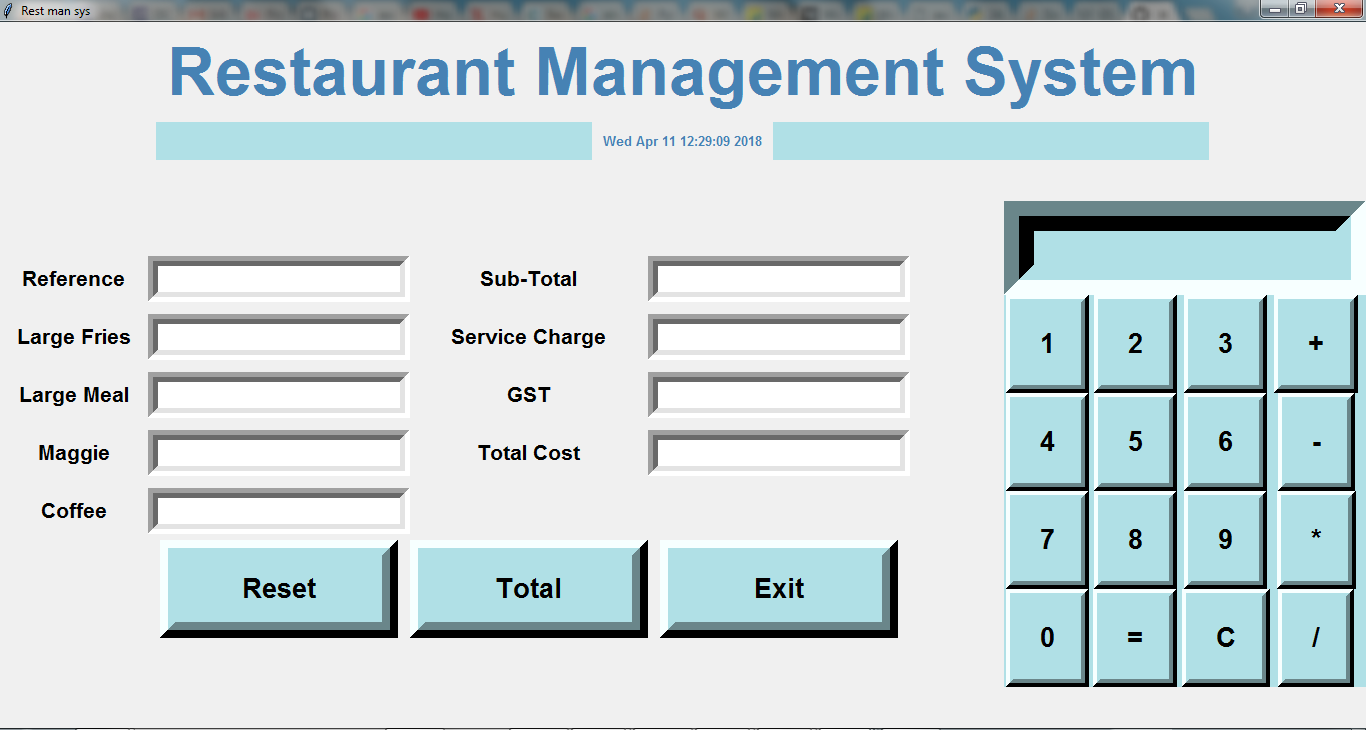 Rest man sys
Restaurant Management System
Wed Apr 11 12:29:09 2018
Reference
Sub-Total
Large Fries
Service Charge
Large Meal
GST
Maggie
Total Cost
Coffee
Reset Total Exit
1 2 3 +
4 5 6 -
7 8 9 *
0 = C /